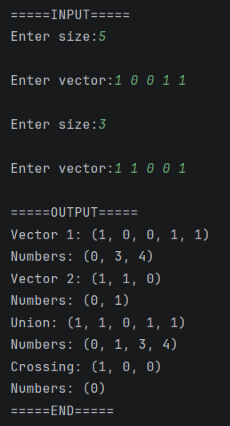 =====INPUT=====
Enter size:5
Enter vector:1 0 0 1 1
Enter size:3
Enter vector:1 1 0 0 1
=====OUTPUT=====
Vector 1: (1, 0, 0, 1, 1)
Numbers: (0, 3, 4)
Vector 2: (1, 1, 0)
Numbers: (0, 1)
Union: (1, 1, 0, 1, 1)
Numbers: (0, 1, 3, 4)
Crossing: (1, 0, 0)
Numbers: (0)
=====END=====